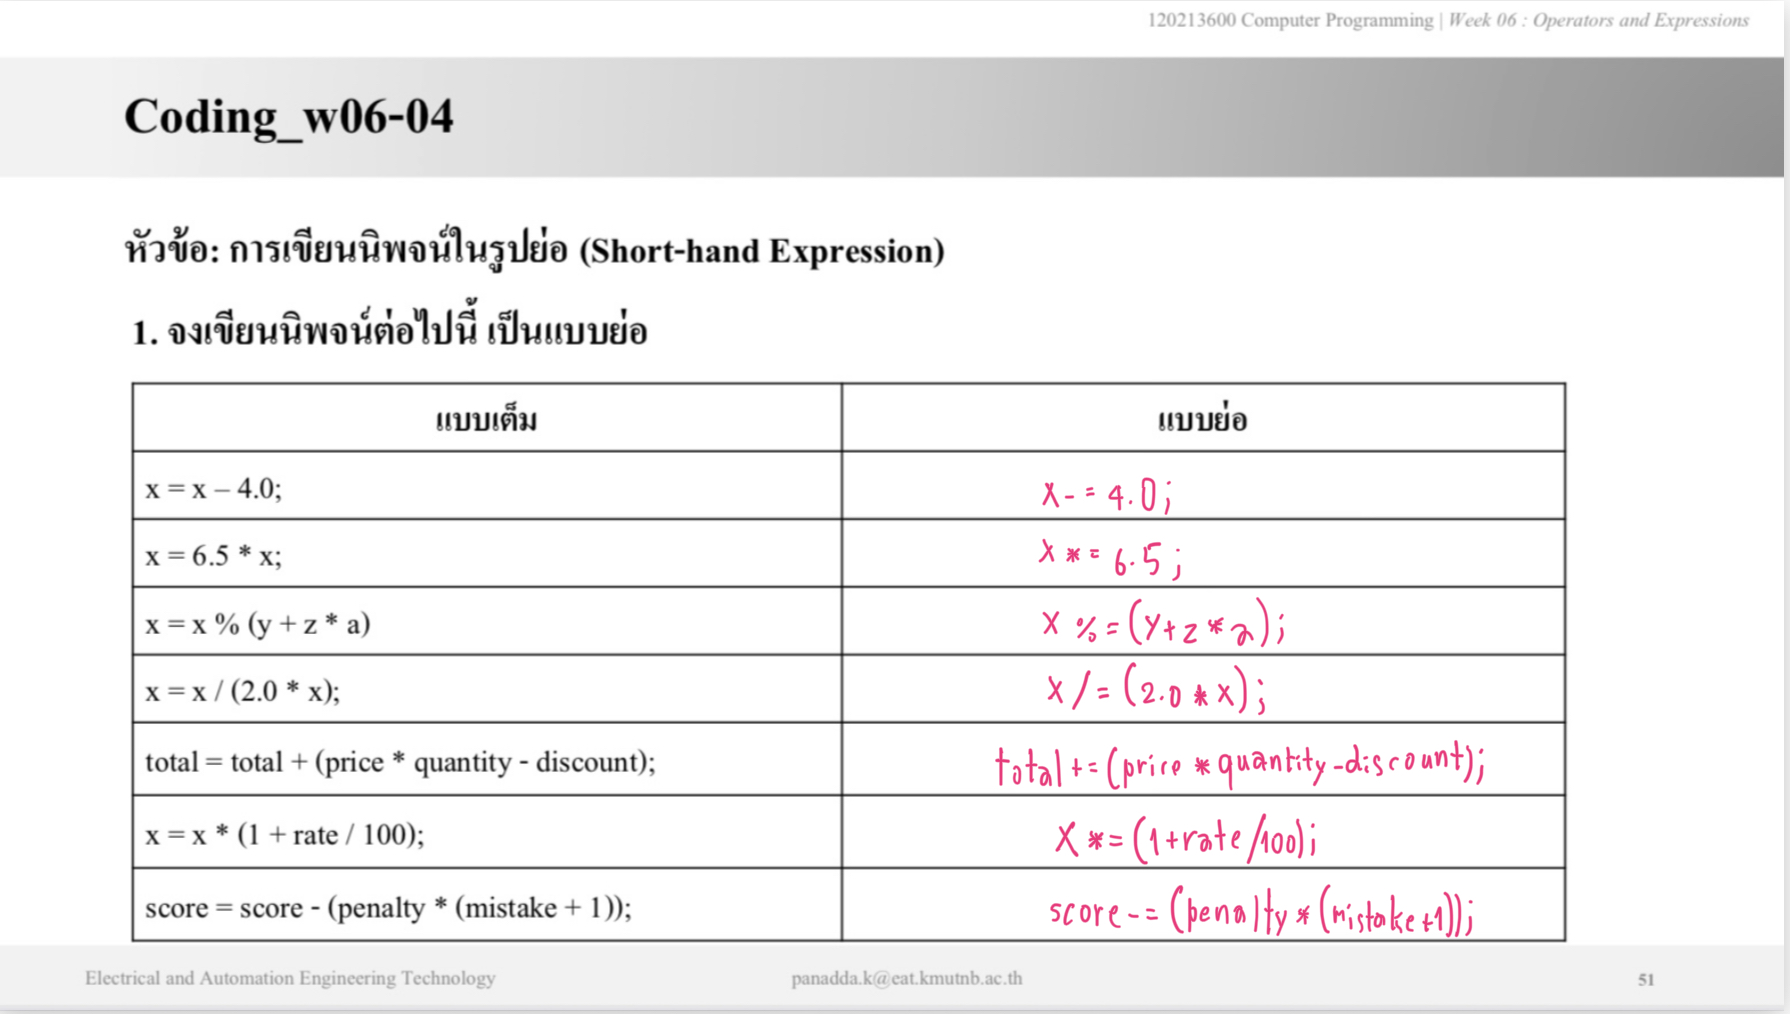 120213600 Computer Programming | Week 06 : Operators and Expressions
Coding_w06-04
หัวข้อ: การเขียนนิพจน์ในรูปย่อ (Short-hand Expression)
1. จงเขียนนิพจน์ต่อไปนี้ เป็นแบบย่อ
แบบเต็ม แบบย่อ
x = x – 4.0; x -= 4.0;
x = 6.5 * x; x *= 6.5;
x = x % (y + z * a) x %= (y+z*a);
x = x / (2.0 * x); x /= (2.0 * x);
total = total + (price * quantity - discount); total += (price * quantity-discount);
x = x * (1 + rate / 100); x *= (1+rate/100);
score = score - (penalty * (mistake + 1)); score -= (penalty * (mistake+1));
Electrical and Automation Engineering Technology panadda.k@eat.kmutnb.ac.th 51